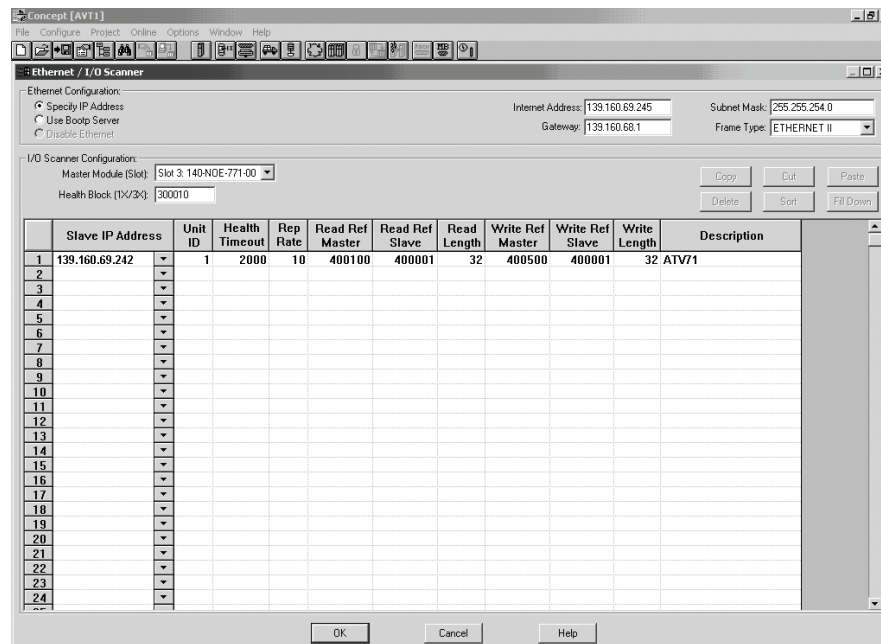 Concept [AVT1]
File Configure Project Online Options Window Help
Ethernet / I/O Scanner
Ethernet Configuration:
Specify IP Address
Use Bootp Server
Disable Ethernet
Internet Address: 139.160.69.245
Gateway: 139.160.68.1
Subnet Mask: 255.255.254.0
Frame Type: ETHERNET II
I/O Scanner Configuration:
Master Module (Slot): Slot 3: 140-NOE-771-00
Health Block (1X/3X): 300010
Copy Cut Paste
Delete Sort Fill Down
Slave IP Address Unit ID Health Timeout Rep Rate Read Ref Master Read Ref Slave Read Length Write Ref Master Write Ref Slave Write Length Description
1 139.160.69.242 1 2000 10 400100 400001 32 400500 400001 32 ATV71
2
3
4
5
6
7
8
9
10
11
12
13
14
15
16
17
18
19
20
21
22
23
24
OK Cancel Help